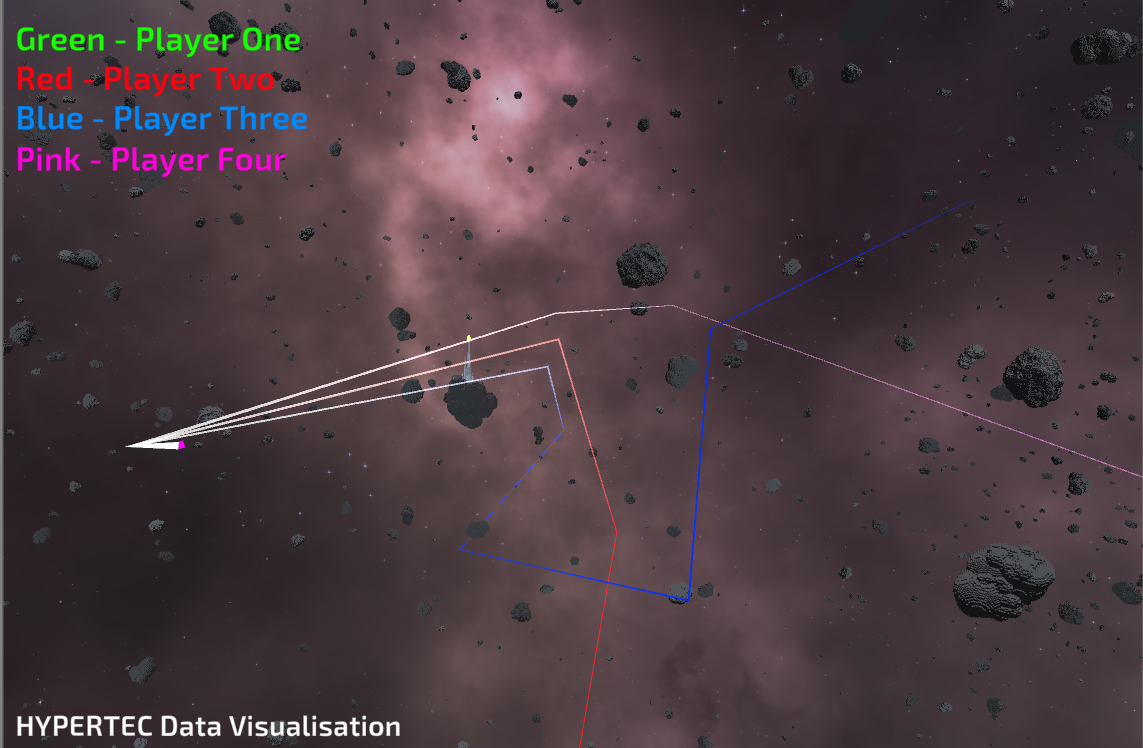 Green - Player One
Red - Player Two
Blue - Player Three
Pink - Player Four
HYPERTEC Data Visualisation